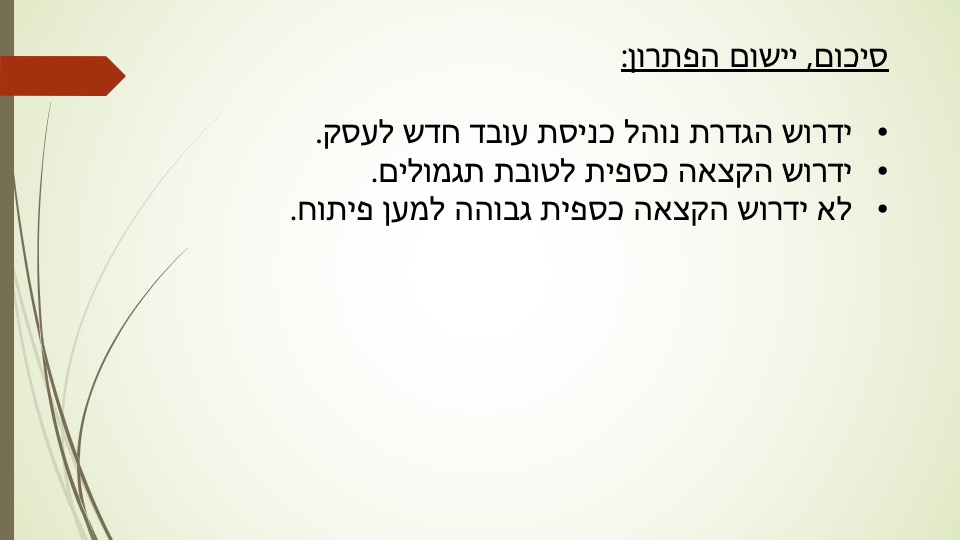 סיכום, יישום הפתרון:
• ידרוש הגדרת נוהל כניסת עובד חדש לעסק.
• ידרוש הקצאה כספית לטובת תגמולים.
• לא ידרוש הקצאה כספית גבוהה למען פיתוח.